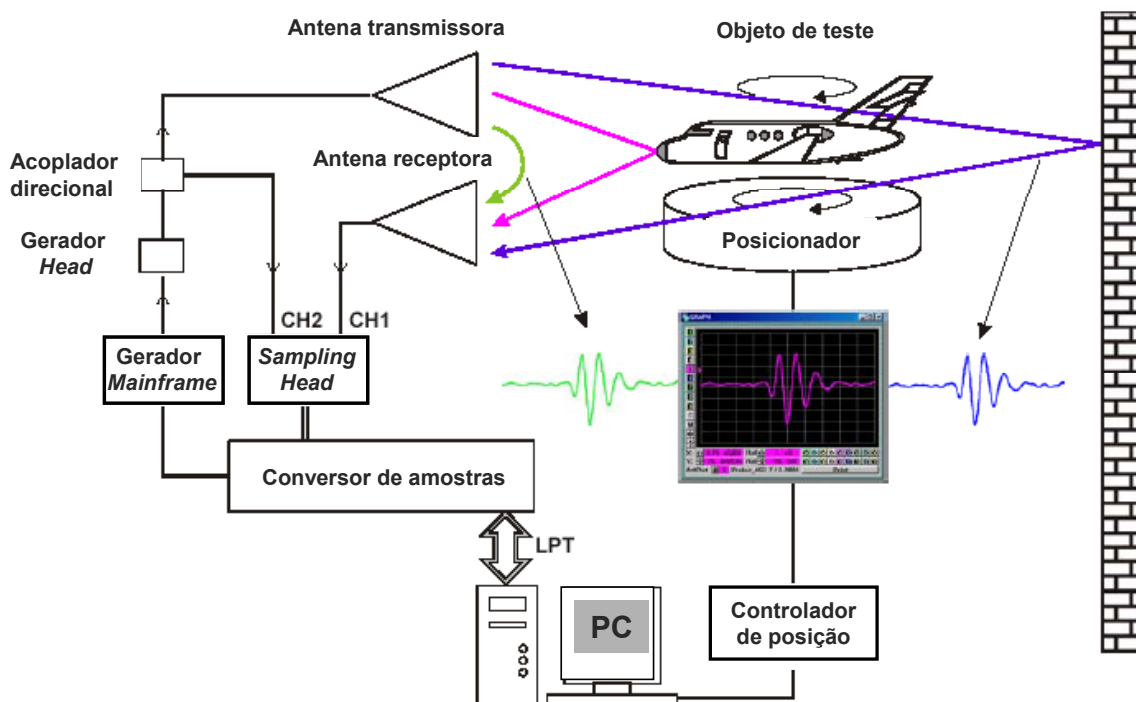 Antena transmissora
Objeto de teste
Acoplador
direcional
Antena receptora
Gerador
Head
Posicionador
CH2
CH1
Gerador
Mainframe
Sampling
Head
GRAPH
Conversor de amostras
LPT
PC
Controlador
de posição